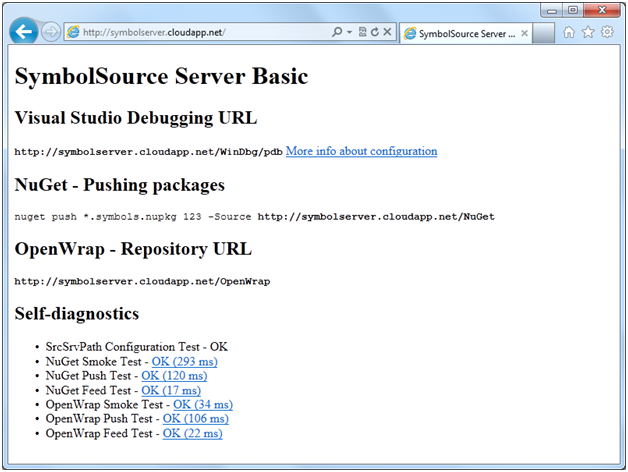 http://symbolserver.cloudapp.net/
SymbolSource Server ...
SymbolSource Server Basic
Visual Studio Debugging URL
http://symbolserver.cloudapp.net/WinDbg/pdb More info about configuration
NuGet - Pushing packages
nuget push *.symbols.nupkg 123 -Source http://symbolserver.cloudapp.net/NuGet
OpenWrap - Repository URL
http://symbolserver.cloudapp.net/OpenWrap
Self-diagnostics
• SrcSrvPath Configuration Test - OK
• NuGet Smoke Test - OK (293 ms)
• NuGet Push Test - OK (120 ms)
• NuGet Feed Test - OK (17 ms)
• OpenWrap Smoke Test - OK (34 ms)
• OpenWrap Push Test - OK (106 ms)
• OpenWrap Feed Test - OK (22 ms)